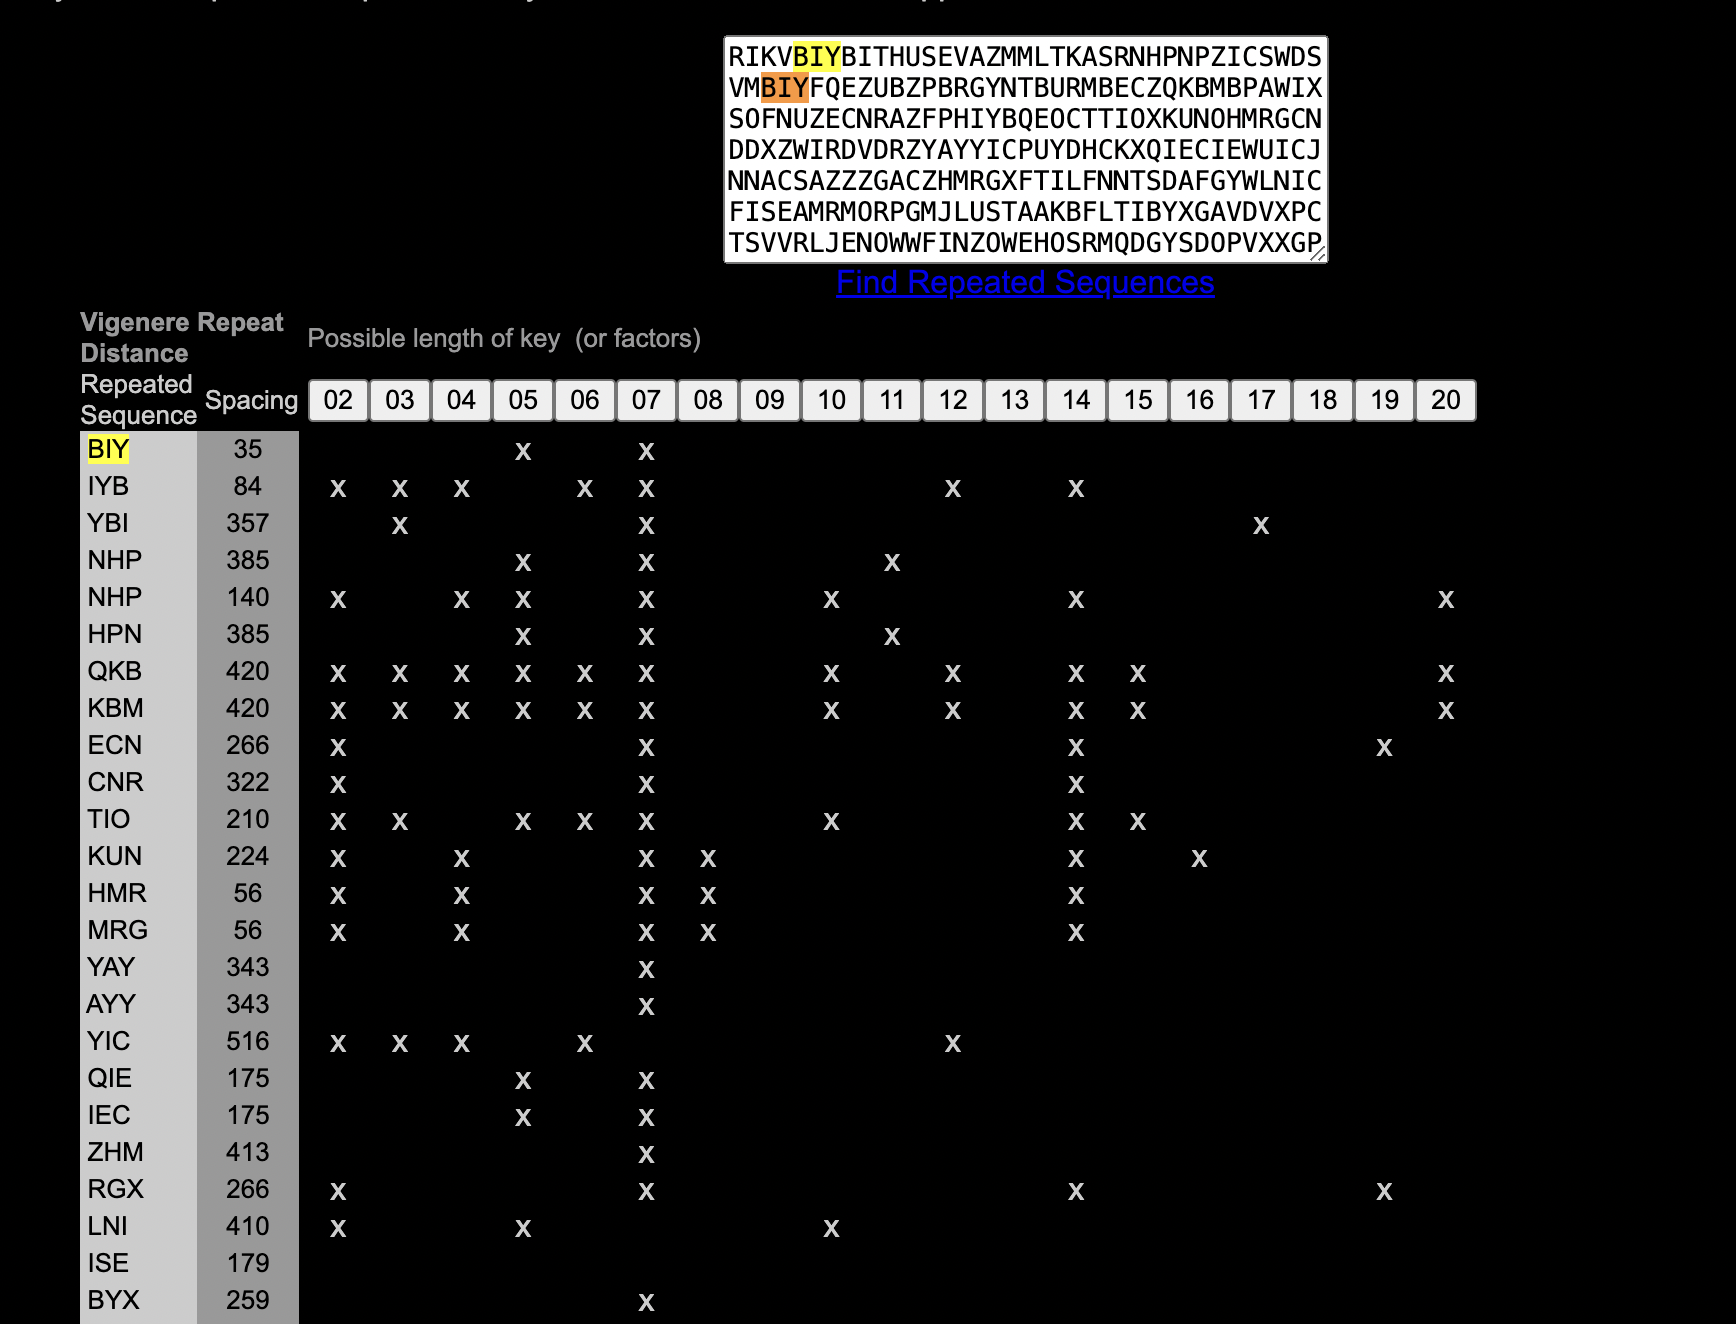 RIKVBIYBITHUSEVAZMMLTKASRNHPNPZICSWDS
VMBIYFQEZUBZPBRGYNTBURMBECZQKBMBPAWIX
SOFNUZECNRAZFPHIYBQEOCTTIOXKUNOHMRGCN
DDXZWIRDVDRZYAYYICPUYDHCKXQIECIEWUICJ
NNACSAZZZGACZHMRGXFTILFNNTSDAFGYWLNIC
FISEAMRMORPGMJLUSTAAKBFLTIBYXGAVDVXPC
TSVVRLJENOWWFINZOWEHOSRMQDGYSDOPVXXGP
Find Repeated Sequences
Vigenere Repeat
Distance
Possible length of key (or factors)
Repeated
Sequence Spacing 02 03 04 05 06 07 08 09 10 11 12 13 14 15 16 17 18 19 20
BIY 35 x x
IYB 84 x x x x x x x
YBI 357 x x x
NHP 385 x x x
NHP 140 x x x x x x x
HPN 385 x x x
QKB 420 x x x x x x x x x x x
KBM 420 x x x x x x x x x x x
ECN 266 x x x x
CNR 322 x x x
TIO 210 x x x x x x x x
KUN 224 x x x x x x
HMR 56 x x x x x
MRG 56 x x x x x
YAY 343 x
AYY 343 x
YIC 516 x x x x x
QIE 175 x x
IEC 175 x x
ZHM 413 x
RGX 266 x x x x
LNI 410 x x x
ISE 179
BYX 259 x